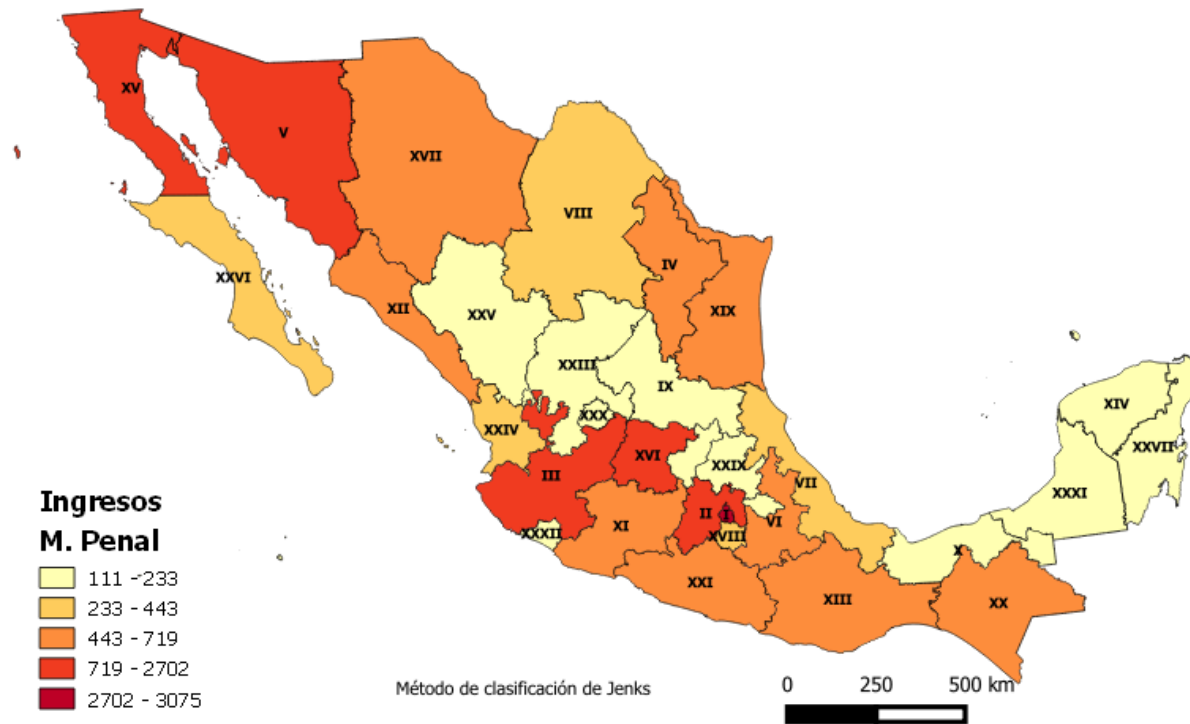 XV
V
XVII
VIII
XXVI
IV
XII
XIX
XXV
XXIII
IX
XXX
XXIV
XIV
XXVII
XVI
XXIX
III
VII
XXXI
II
I
VI
XI
XXXII
XVIII
X
XXI
XIII
XX
Ingresos
M. Penal
111 - 233
233 - 443
443 - 719
719 - 2702
2702 - 3075
Método de clasificación de Jenks
0 250 500 km